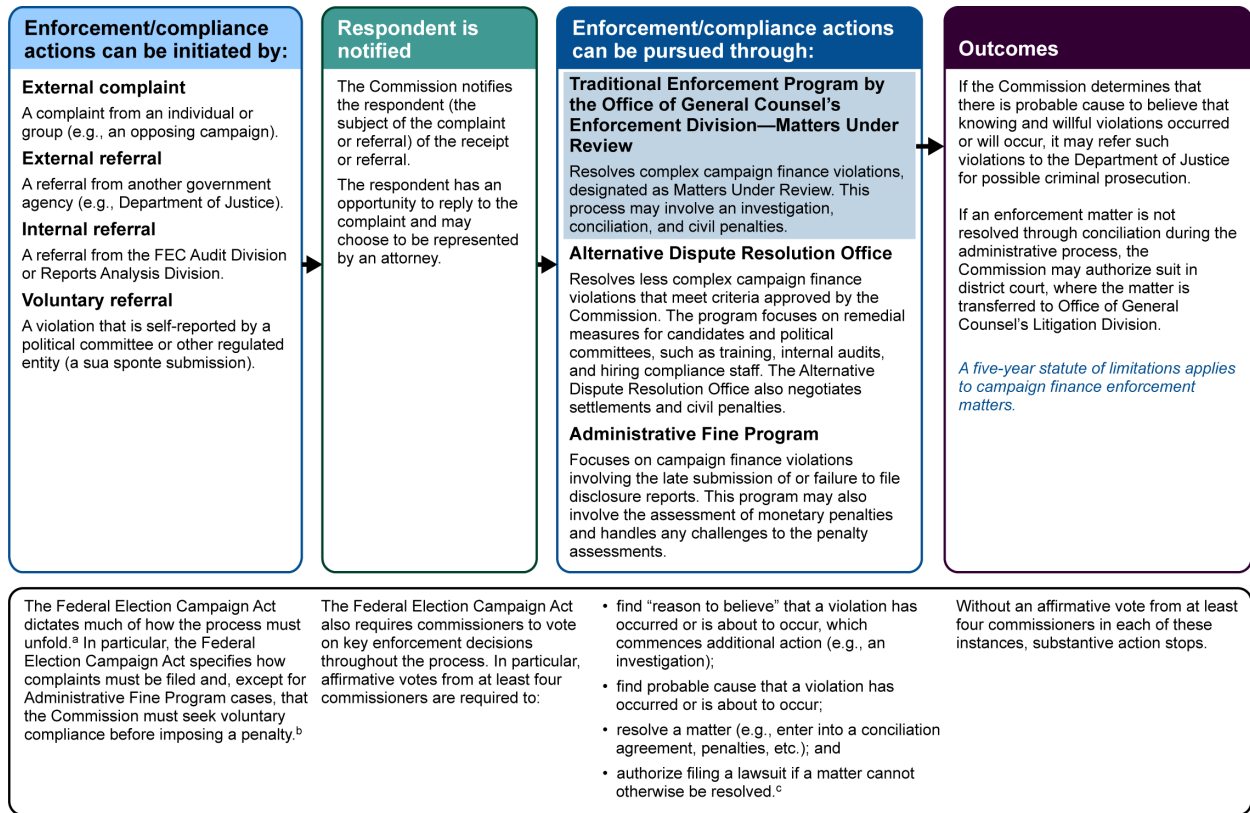 Enforcement/compliance
actions can be initiated by:
External complaint
A complaint from an individual or
group (e.g., an opposing campaign).
External referral
A referral from another government
agency (e.g., Department of Justice).
Internal referral
A referral from the FEC Audit Division
or Reports Analysis Division.
Voluntary referral
A violation that is self-reported by a
political committee or other regulated
entity (a sua sponte submission).
Respondent is
notified
The Commission notifies
the respondent (the
subject of the complaint
or referral) of the receipt
or referral.
The respondent has an
opportunity to reply to the
complaint and may
choose to be represented
by an attorney.
Enforcement/compliance actions
can be pursued through:
Traditional Enforcement Program by
the Office of General Counsel’s
Enforcement Division—Matters Under
Review
Resolves complex campaign finance violations,
designated as Matters Under Review. This
process may involve an investigation,
conciliation, and civil penalties.
Alternative Dispute Resolution Office
Resolves less complex campaign finance
violations that meet criteria approved by the
Commission. The program focuses on remedial
measures for candidates and political
committees, such as training, internal audits,
and hiring compliance staff. The Alternative
Dispute Resolution Office also negotiates
settlements and civil penalties.
Administrative Fine Program
Focuses on campaign finance violations
involving the late submission of or failure to file
disclosure reports. This program may also
involve the assessment of monetary penalties
and handles any challenges to the penalty
assessments.
Outcomes
If the Commission determines that
there is probable cause to believe that
knowing and willful violations occurred
or will occur, it may refer such
violations to the Department of Justice
for possible criminal prosecution.
If an enforcement matter is not
resolved through conciliation during the
administrative process, the
Commission may authorize suit in
district court, where the matter is
transferred to Office of General
Counsel’s Litigation Division.
A five-year statute of limitations applies
to campaign finance enforcement
matters.
The Federal Election Campaign Act
dictates much of how the process must
unfold.ᵃ In particular, the Federal
Election Campaign Act specifies how
complaints must be filed and, except for
Administrative Fine Program cases, that
the Commission must seek voluntary
compliance before imposing a penalty.ᵇ
The Federal Election Campaign Act
also requires commissioners to vote
on key enforcement decisions
throughout the process. In particular,
affirmative votes from at least four
commissioners are required to:
• find “reason to believe” that a violation has
occurred or is about to occur, which
commences additional action (e.g., an
investigation);
• find probable cause that a violation has
occurred or is about to occur;
• resolve a matter (e.g., enter into a conciliation
agreement, penalties, etc.); and
• authorize filing a lawsuit if a matter cannot
otherwise be resolved.ᶜ
Without an affirmative vote from at least
four commissioners in each of these
instances, substantive action stops.